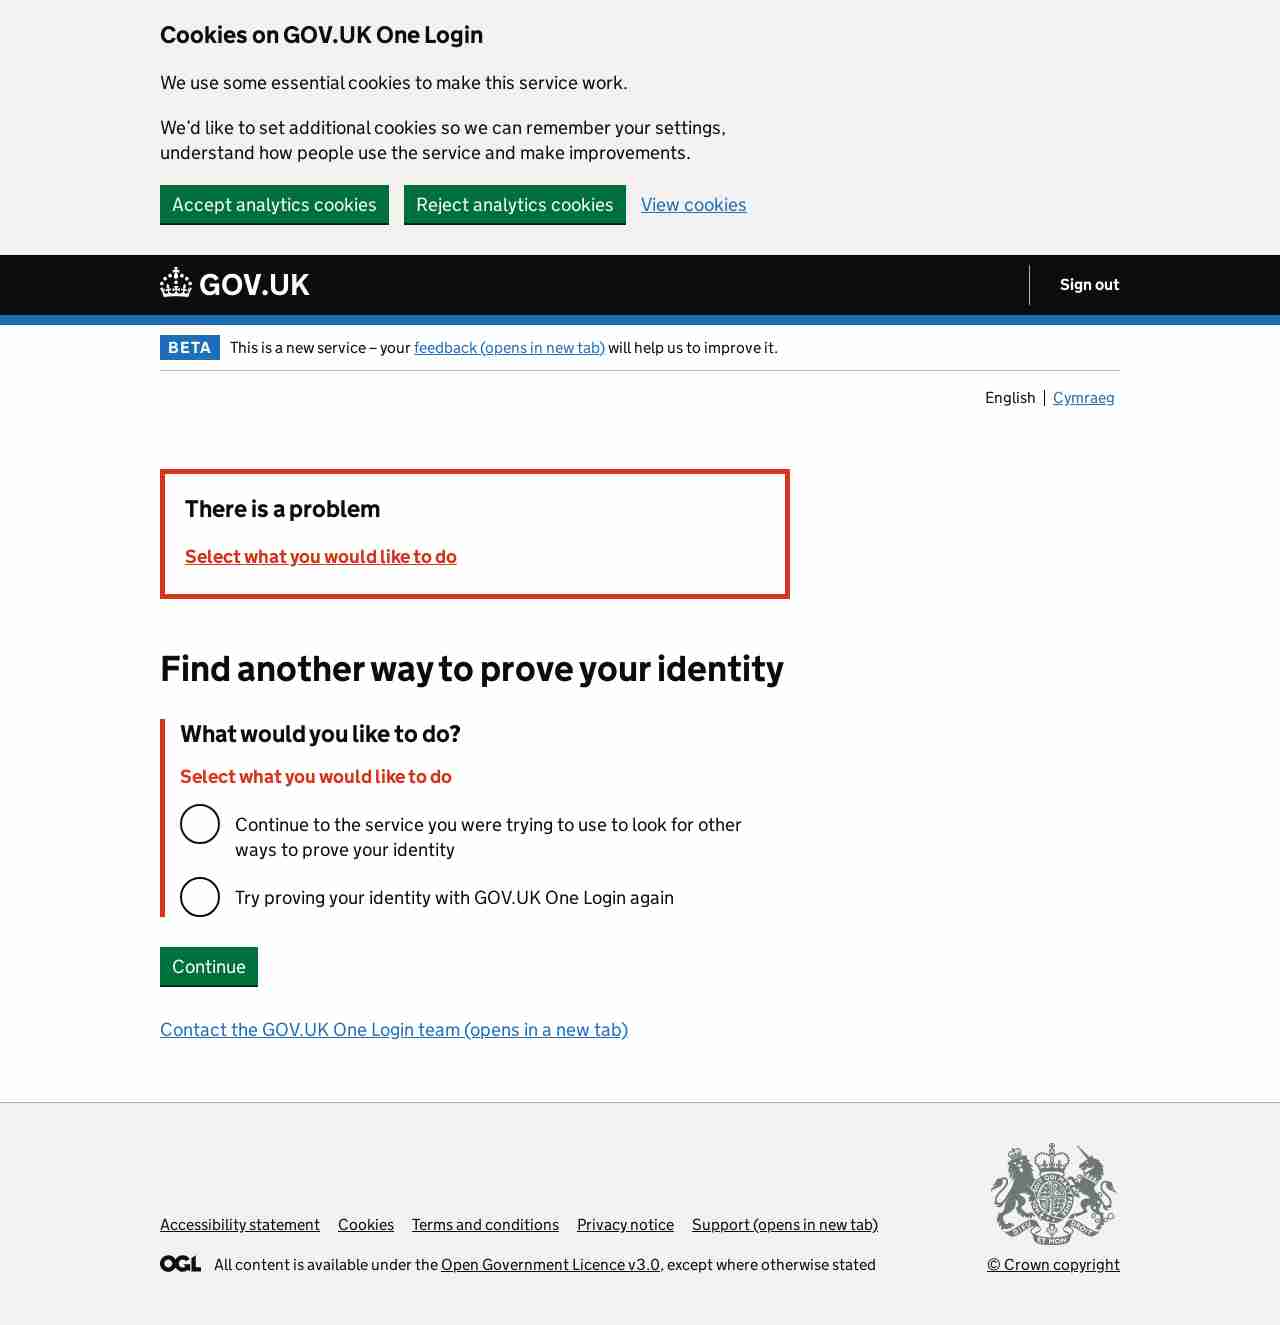 Cookies on GOV.UK One Login
We use some essential cookies to make this service work.
We’d like to set additional cookies so we can remember your settings,
understand how people use the service and make improvements.
Accept analytics cookies Reject analytics cookies View cookies
GOV.UK Sign out
BETA This is a new service – your feedback (opens in new tab) will help us to improve it.
English Cymraeg
There is a problem
Select what you would like to do
Find another way to prove your identity
What would you like to do?
Select what you would like to do
Continue to the service you were trying to use to look for other
ways to prove your identity
Try proving your identity with GOV.UK One Login again
Continue
Contact the GOV.UK One Login team (opens in a new tab)
Accessibility statement Cookies Terms and conditions Privacy notice Support (opens in new tab)
OGL All content is available under the Open Government Licence v3.0, except where otherwise stated
© Crown copyright